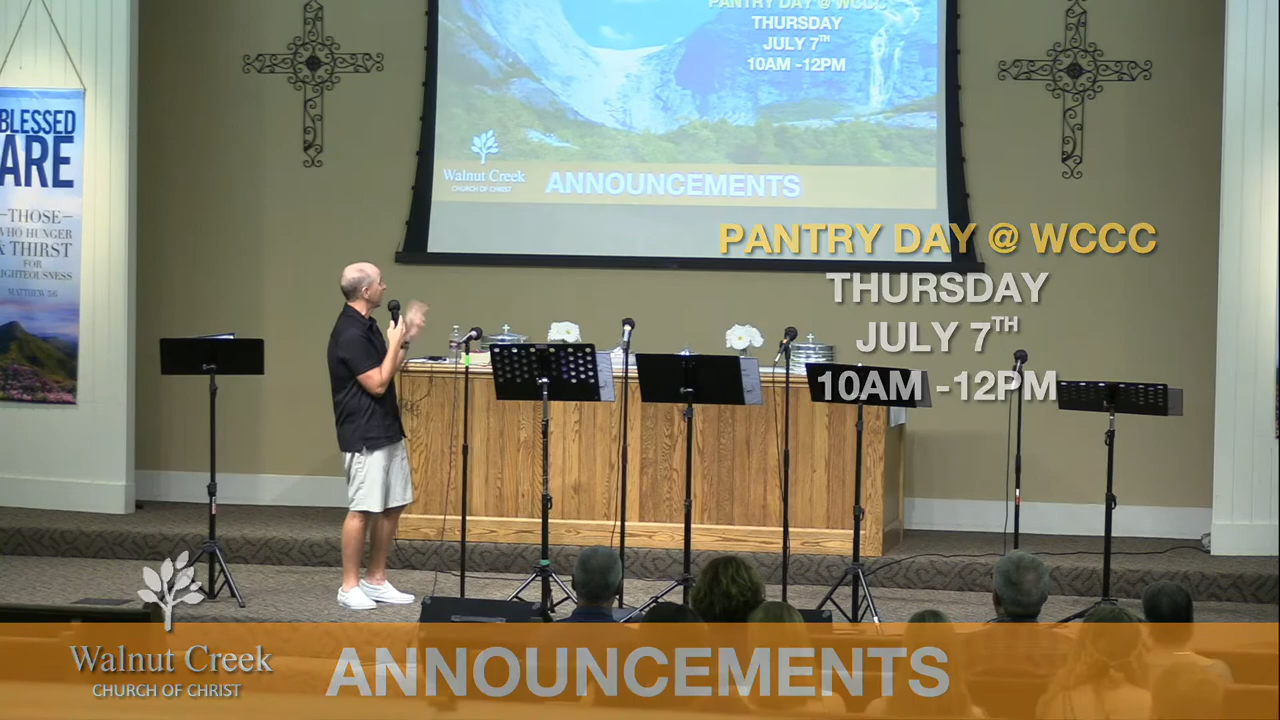 PANTRY DAY @ WCCC
THURSDAY
JULY 7TH
10AM -12PM
Walnut Creek
CHURCH OF CHRIST
ANNOUNCEMENTS
BLESSED
ARE
–THOSE–
WHO HUNGER
& THIRST
FOR
RIGHTEOUSNESS
MATTHEW 5:6
PANTRY DAY @ WCCC
THURSDAY
JULY 7TH
10AM -12PM
Walnut Creek
CHURCH OF CHRIST
ANNOUNCEMENTS